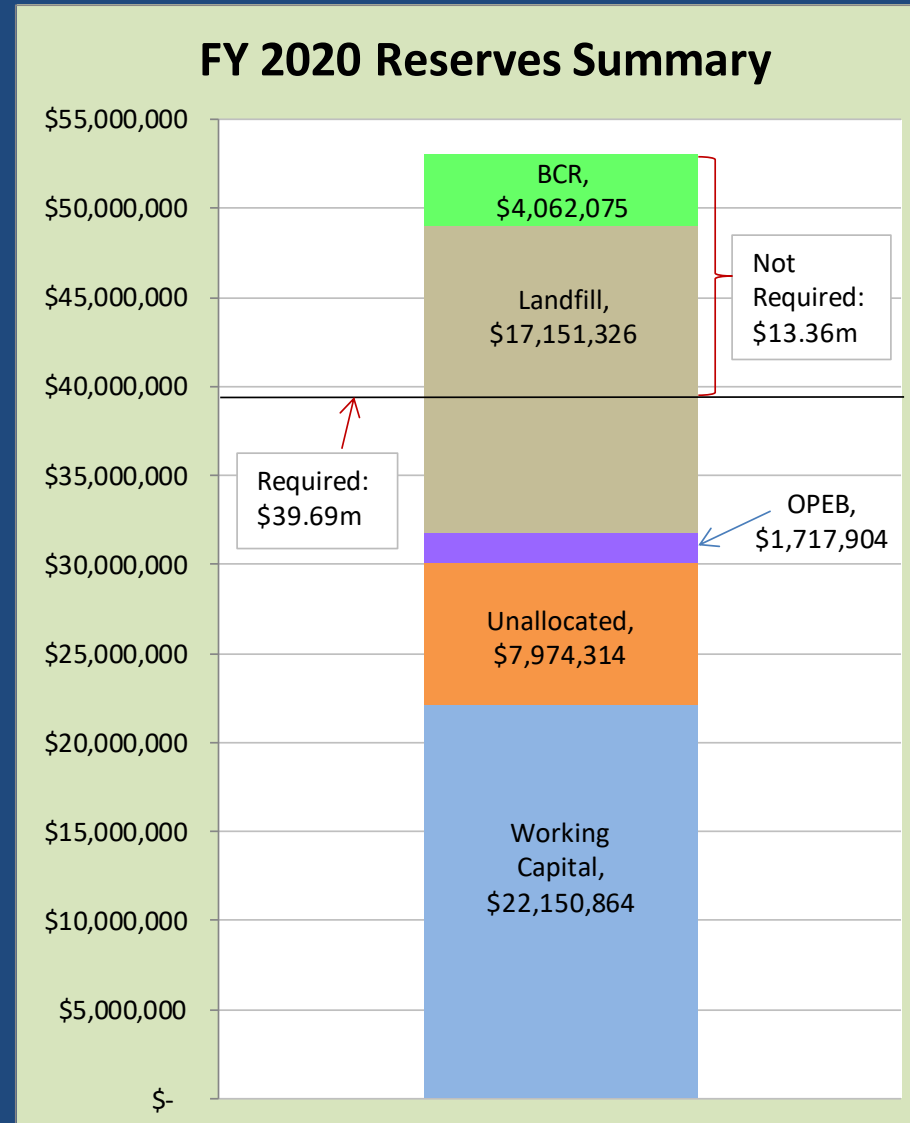 FY 2020 Reserves Summary
$55,000,000
$50,000,000
$45,000,000
$40,000,000
$35,000,000
$30,000,000
$25,000,000
$20,000,000
$15,000,000
$10,000,000
$5,000,000
$-
BCR,
$4,062,075
Landfill,
$17,151,326
Not
Required:
$13.36m
Required:
$39.69m
OPEB,
$1,717,904
Unallocated,
$7,974,314
Working
Capital,
$22,150,864